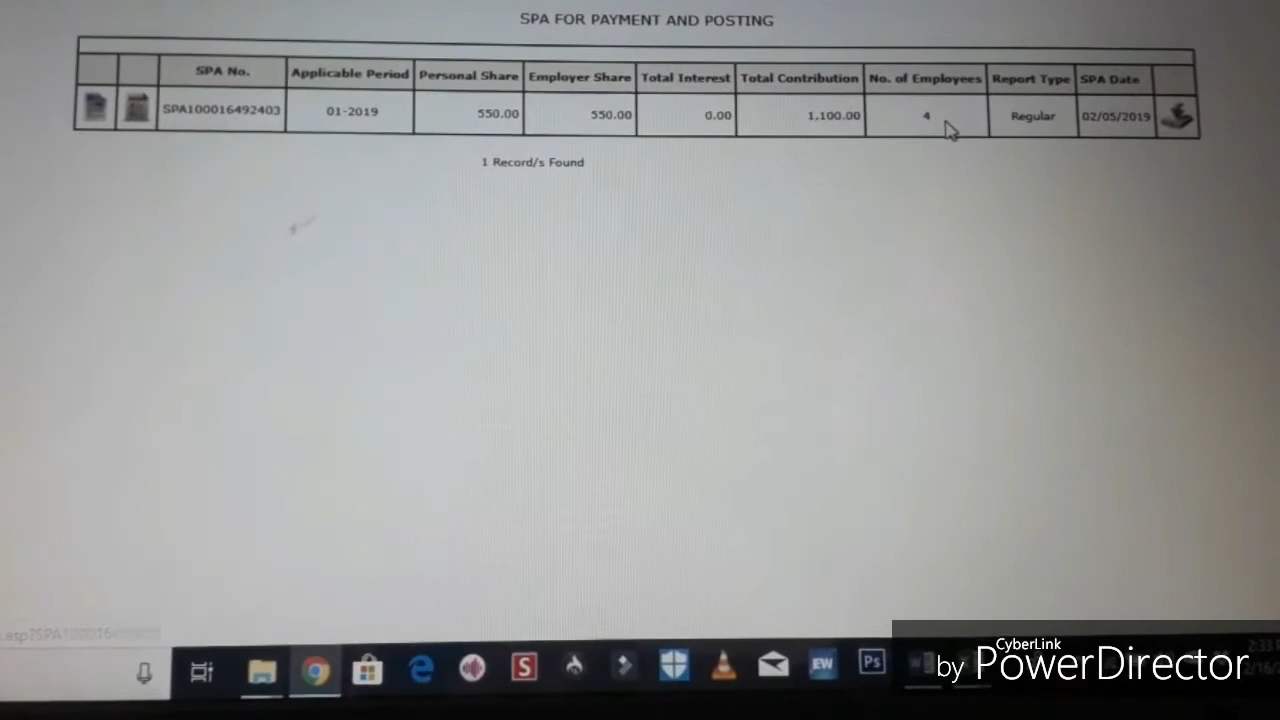 SPA FOR PAYMENT AND POSTING
SPA No. Applicable Period Personal Share Employer Share Total Interest Total Contribution No. of Employees Report Type SPA Date
SPA100016492403 01-2019 550.00 550.00 0.00 1,100.00 4 Regular 02/05/2019
1 Record/s Found
S EW Ps
CyberLink
by PowerDirector